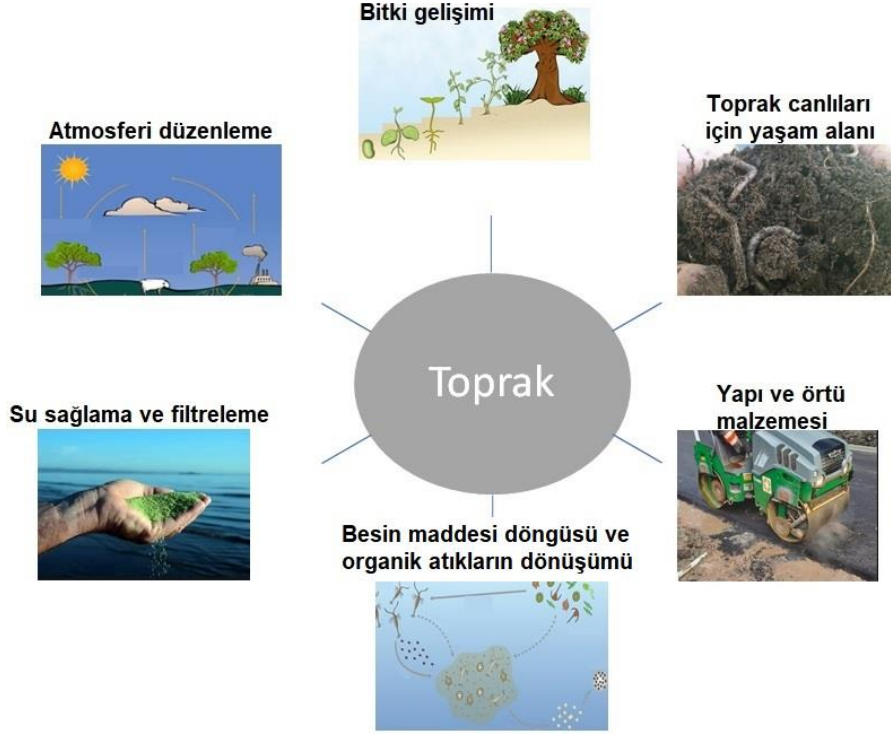 Bitki gelişimi
Atmosferi düzenleme
Toprak canlıları
için yaşam alanı
Toprak
Su sağlama ve filtreleme
Yapı ve örtü
malzemesi
Besin maddesi döngüsü ve
organik atıkların dönüşümü